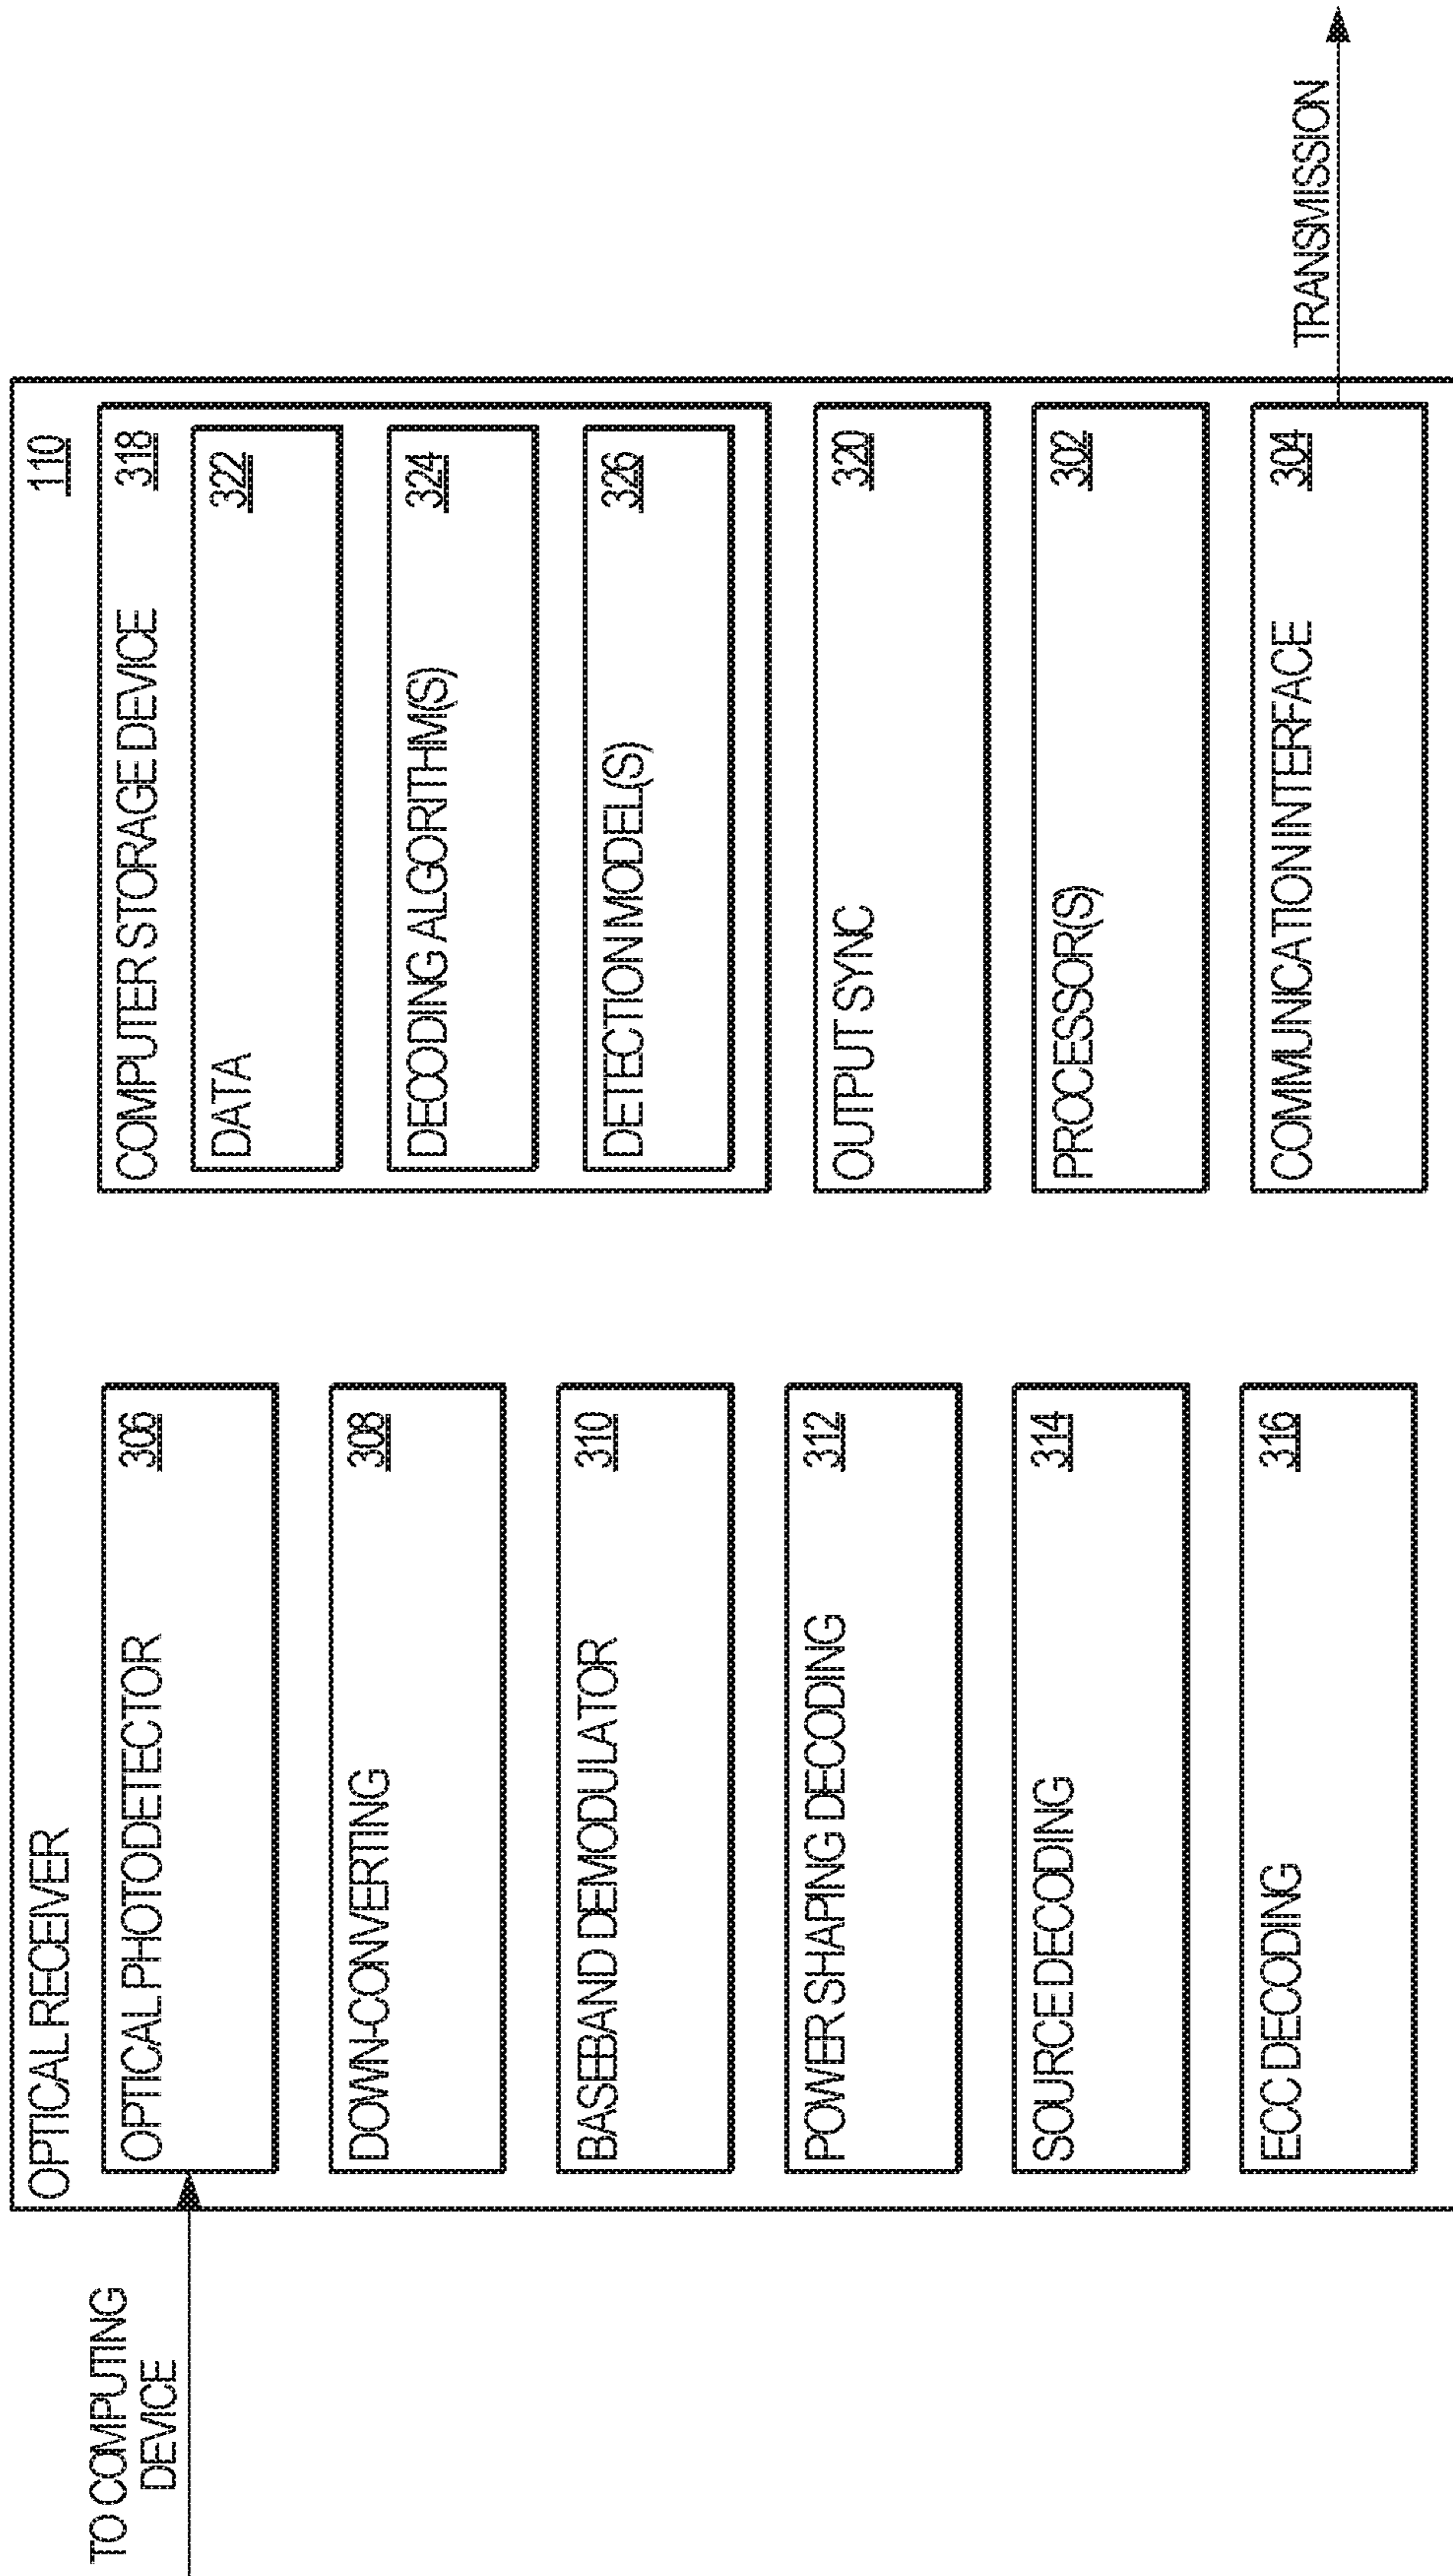 TO COMPUTING
DEVICE
OPTICAL RECEIVER
110
OPTICAL PHOTODETECTOR
306
DOWN-CONVERTING
308
BASEBAND DEMODULATOR
310
POWER SHAPING DECODING
312
SOURCE DECODING
314
ECC DECODING
316
COMPUTER STORAGE DEVICE
318
DATA
322
DECODING ALGORITHM(S)
324
DETECTION MODEL(S)
326
OUTPUT SYNC
320
PROCESSOR(S)
302
COMMUNICATION INTERFACE
304
TRANSMISSION